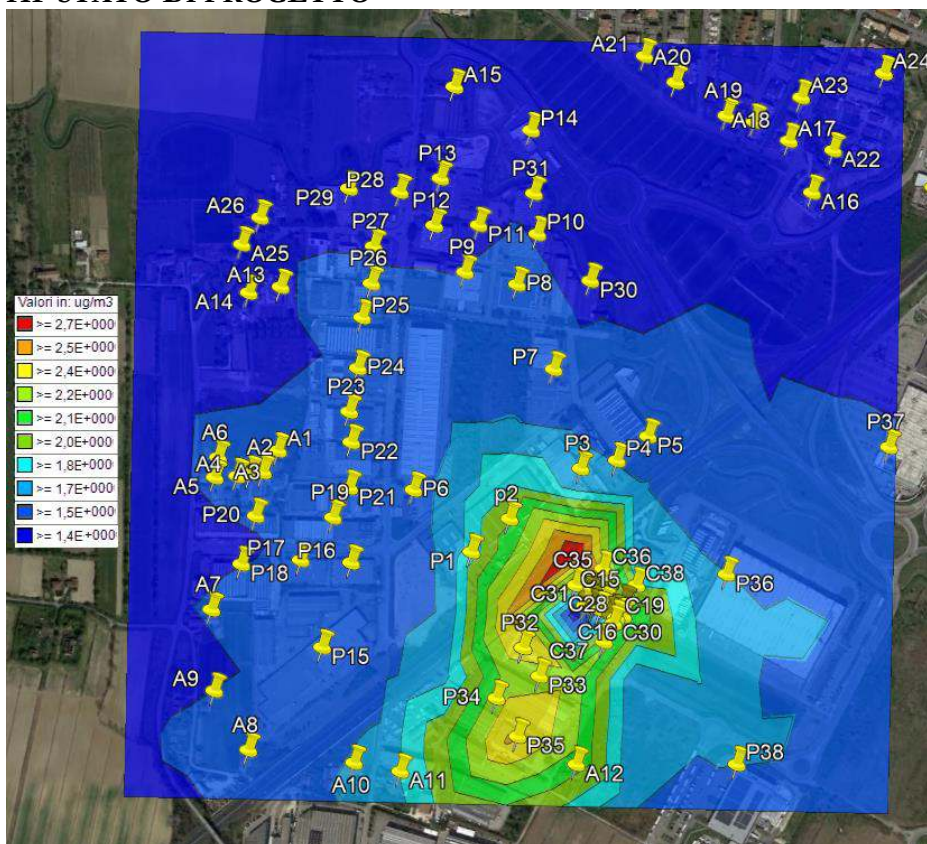 A21
A20
A24
A15
A23
A19
P14
A18
A17
A22
P13
P28
P31
A16
P29
P12
A26
P27
P11
P10
A25
P26
P9
A13
P8
P30
A14
Valori in: ug/m3
>= 2,7E+000
>= 2,5E+000
>= 2,4E+000
>= 2,2E+000
>= 2,1E+000
>= 2,0E+000
>= 1,8E+000
>= 1,7E+000
>= 1,5E+000
>= 1,4E+000
P25
P24
P7
P23
P37
A6
A2
A1
P22
P3
P4
P5
A4
A3
A5
P19
P21
P6
P20
p2
P17
P16
P1
C35
C36
P18
C15
C38
P36
A7
C31
C28
C19
C16
C30
P32
C37
P15
A9
P33
P34
A8
P35
P38
A10
A11
A12